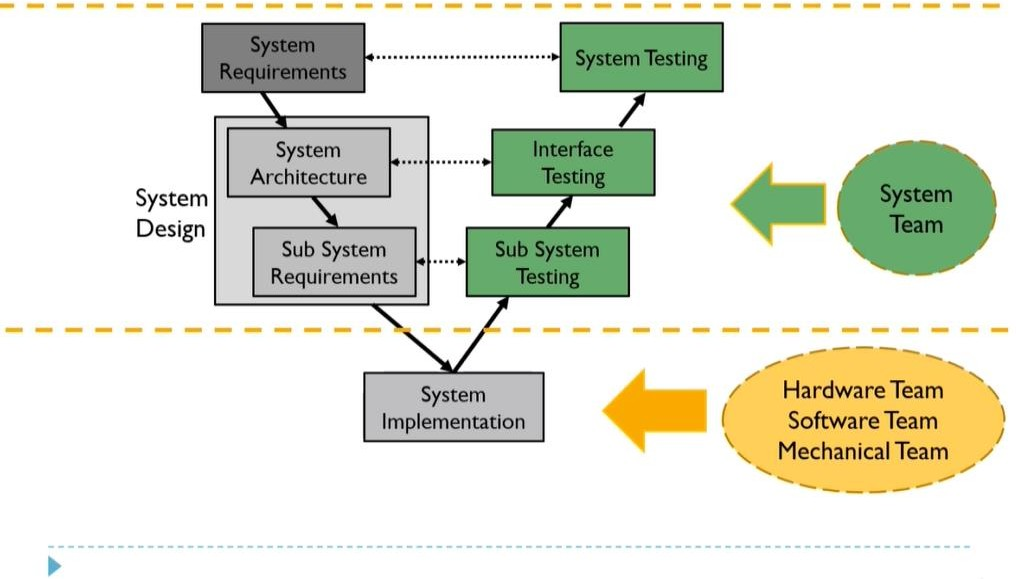 System
Requirements
System Testing
System
Architecture
Interface
Testing
System
Design
Sub System
Requirements
Sub System
Testing
System
Team
System
Implementation
Hardware Team
Software Team
Mechanical Team